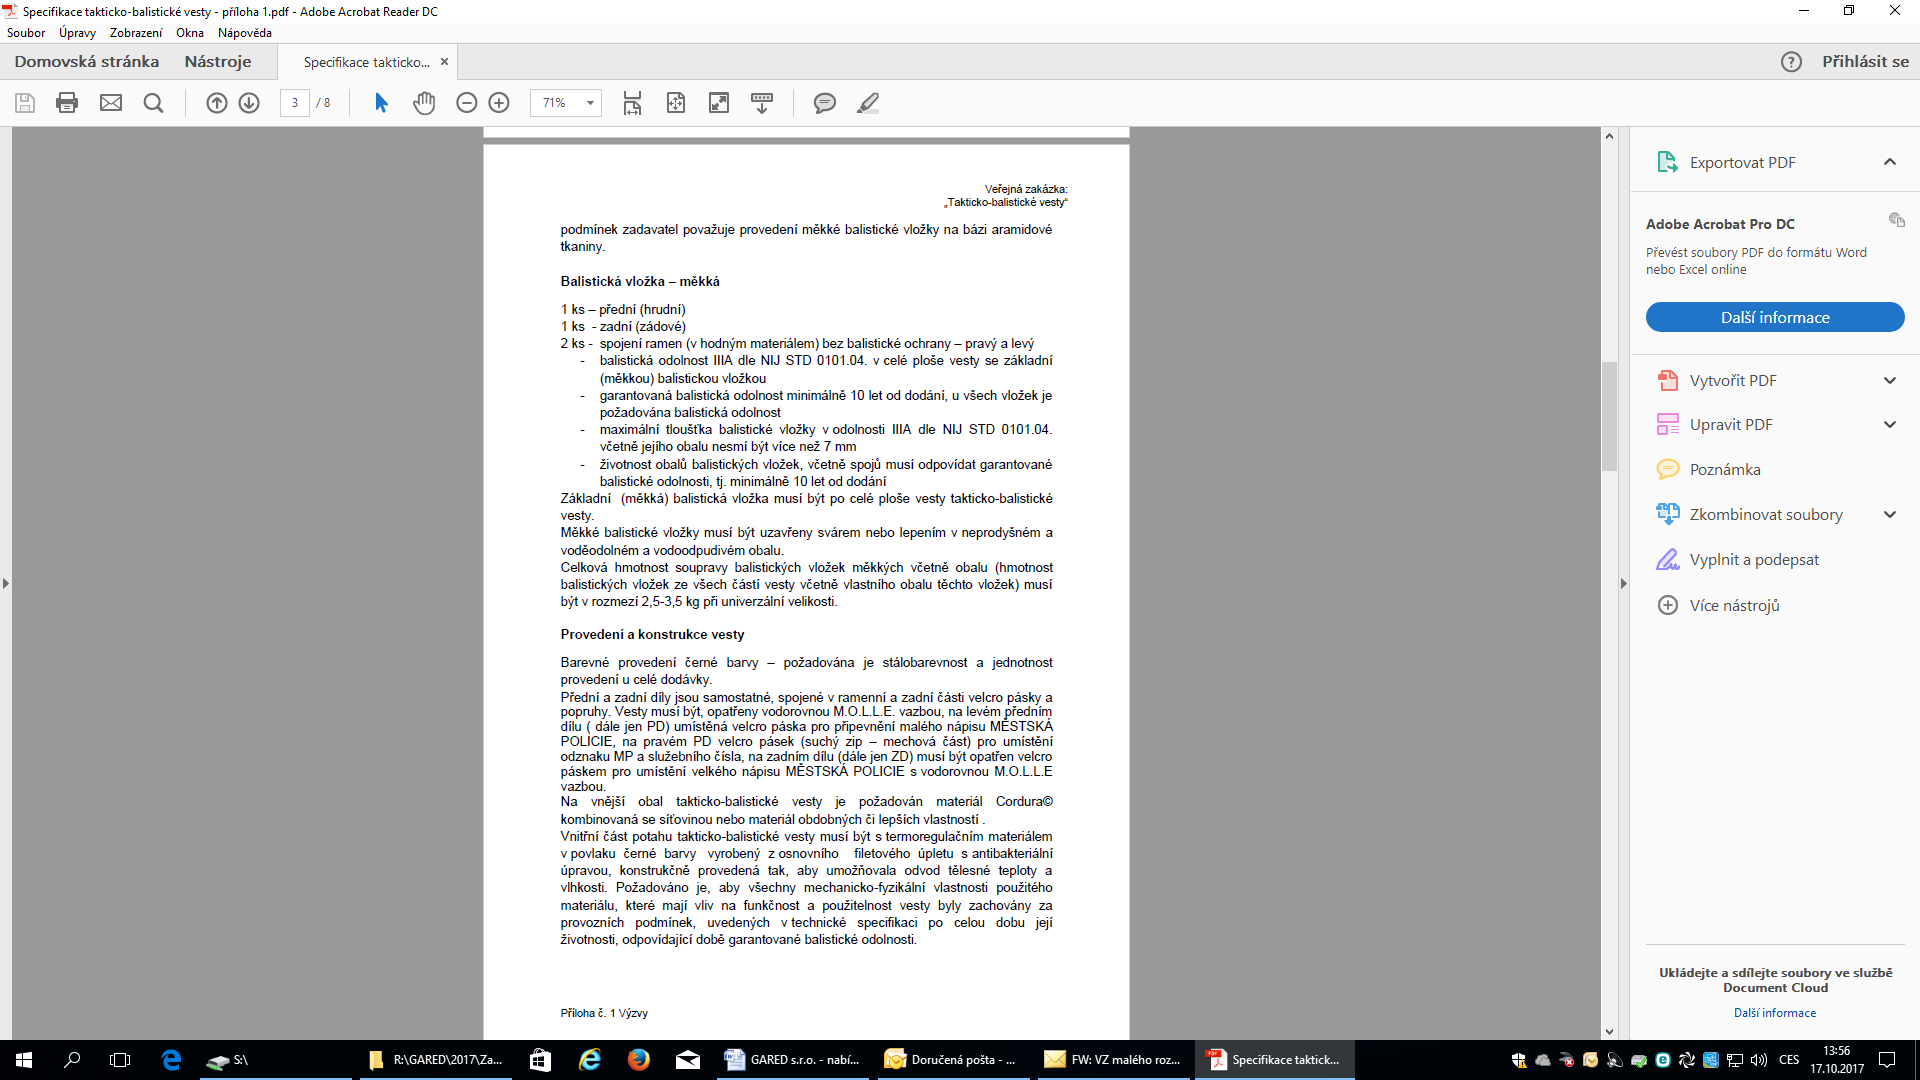 Specifikace takticko-balistické vesty - příloha 1.pdf - Adobe Acrobat Reader DC
Soubor Úpravy Zobrazení Okna Nápověda
Domovská stránka Nástroje Specifikace takticko... × Přihlásit se
3 / 8 71%
Veřejná zakázka:
„Takticko-balistické vesty“
podmínek zadavatel považuje provedení měkké balistické vložky na bázi aramidové
tkaniny.
Balistická vložka – měkká
1 ks – přední (hrudní)
1 ks - zadní (zádové)
2 ks - spojení ramen (v hodným materiálem) bez balistické ochrany – pravý a levý
- balistická odolnost IIIA dle NIJ STD 0101.04. v celé ploše vesty se základní
(měkkou) balistickou vložkou
- garantovaná balistická odolnost minimálně 10 let od dodání, u všech vložek je
požadována balistická odolnost
- maximální tloušťka balistické vložky v odolnosti IIIA dle NIJ STD 0101.04.
včetně jejího obalu nesmí být více než 7 mm
- životnost obalů balistických vložek, včetně spojů musí odpovídat garantované
balistické odolnosti, tj. minimálně 10 let od dodání
Základní (měkká) balistická vložka musí být po celé ploše vesty takticko-balistické
vesty.
Měkké balistické vložky musí být uzavřeny svárem nebo lepením v neprodyšném a
voděodolném a vodoodpudivém obalu.
Celková hmotnost soupravy balistických vložek měkkých včetně obalu (hmotnost
balistických vložek ze všech částí vesty včetně vlastního obalu těchto vložek) musí
být v rozmezí 2,5-3,5 kg při univerzální velikosti.
Provedení a konstrukce vesty
Barevné provedení černé barvy – požadována je stálobarevnost a jednotnost
provedení u celé dodávky.
Přední a zadní díly jsou samostatné, spojené v ramenní a zadní části velcro pásky a
popruhy. Vesty musí být, opatřeny vodorovnou M.O.L.L.E. vazbou, na levém předním
dílu ( dále jen PD) umístěná velcro páska pro připevnění malého nápisu MĚSTSKÁ
POLICIE, na pravém PD velcro pásek (suchý zip – mechová část) pro umístění
odznaku MP a služebního čísla, na zadním dílu (dále jen ZD) musí být opatřen velcro
páskem pro umístění velkého nápisu MĚSTSKÁ POLICIE s vodorovnou M.O.L.L.E
vazbou.
Na vnější obal takticko-balistické vesty je požadován materiál Cordura©
kombinovaná se síťovinou nebo materiál obdobných či lepších vlastností .
Vnitřní část potahu takticko-balistické vesty musí být s termoregulačním materiálem
v povlaku černé barvy vyrobený z osnovního filetového úpletu s antibakteriální
úpravou, konstrukčně provedená tak, aby umožňovala odvod tělesné teploty a
vlhkosti. Požadováno je, aby všechny mechanicko-fyzikální vlastnosti použitého
materiálu, které mají vliv na funkčnost a použitelnost vesty byly zachovány za
provozních podmínek, uvedených v technické specifikaci po celou dobu její
životnosti, odpovídající době garantované balistické odolnosti.
Příloha č. 1 Výzvy
Exportovat PDF
Adobe Acrobat Pro DC
Převést soubory PDF do formátu Word
nebo Excel online
Další informace
Vytvořit PDF
Upravit PDF
Poznámka
Zkombinovat soubory
Vyplnit a podepsat
Více nástrojů
Ukládejte a sdílejte soubory ve službě
Document Cloud
Další informace
S:\ R:\GARED\2017\Za... GARED s.r.o. - nabí... Doručená pošta - ... FW: VZ malého roz... Specifikace taktick... CES 13:56
17.10.2017